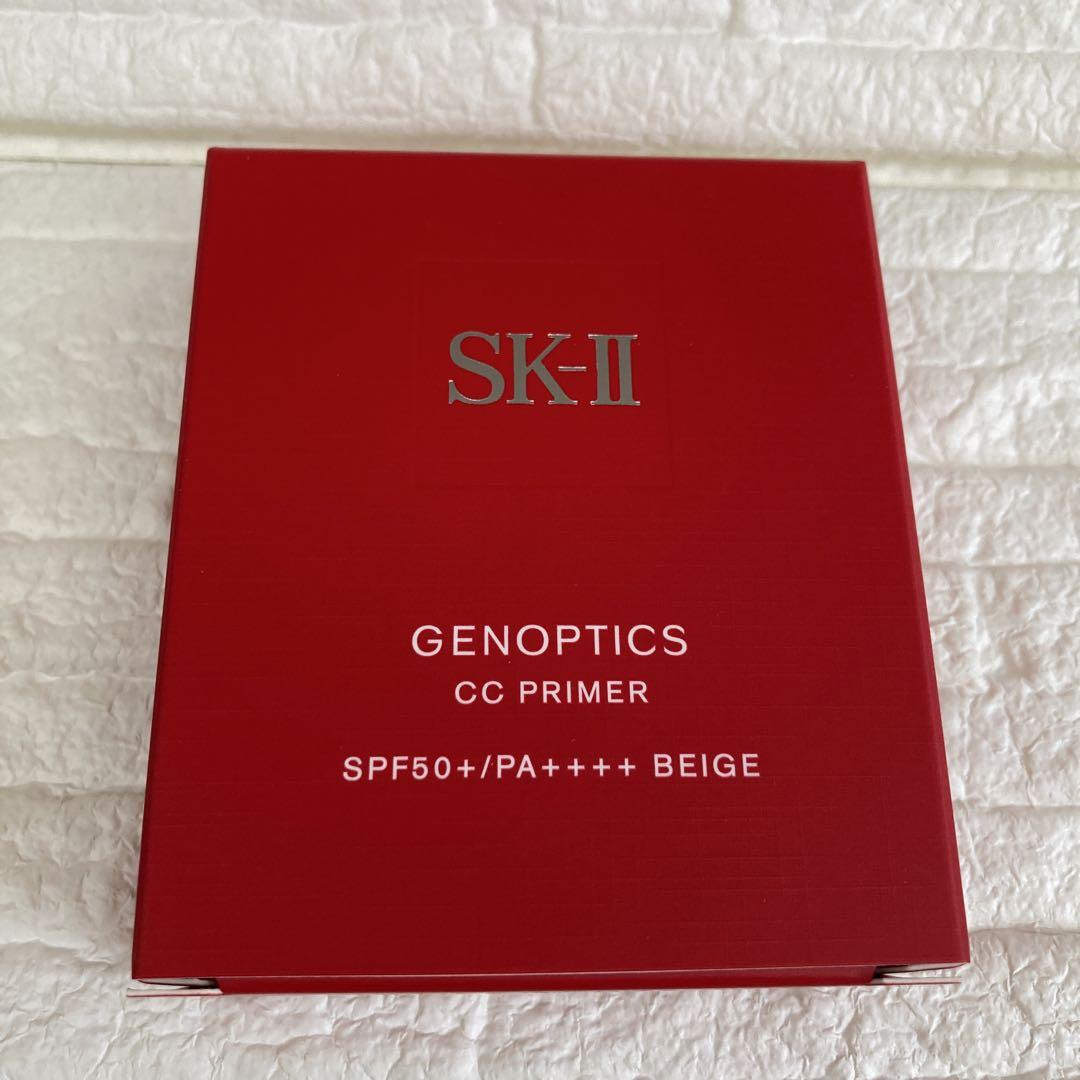 SK-II
GENOPTICS
CC PRIMER
SPF50+/PA++++ BEIGE